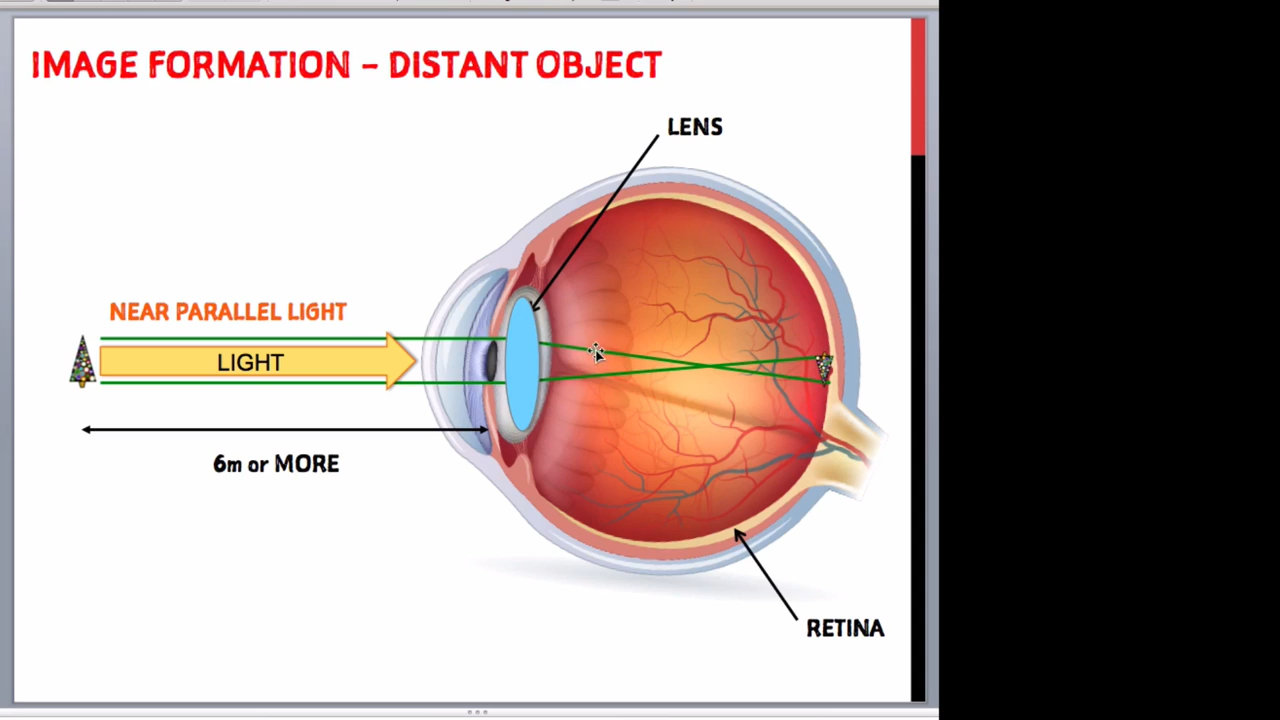 IMAGE FORMATION – DISTANT OBJECT
LENS
NEAR PARALLEL LIGHT
LIGHT
6m or MORE
RETINA